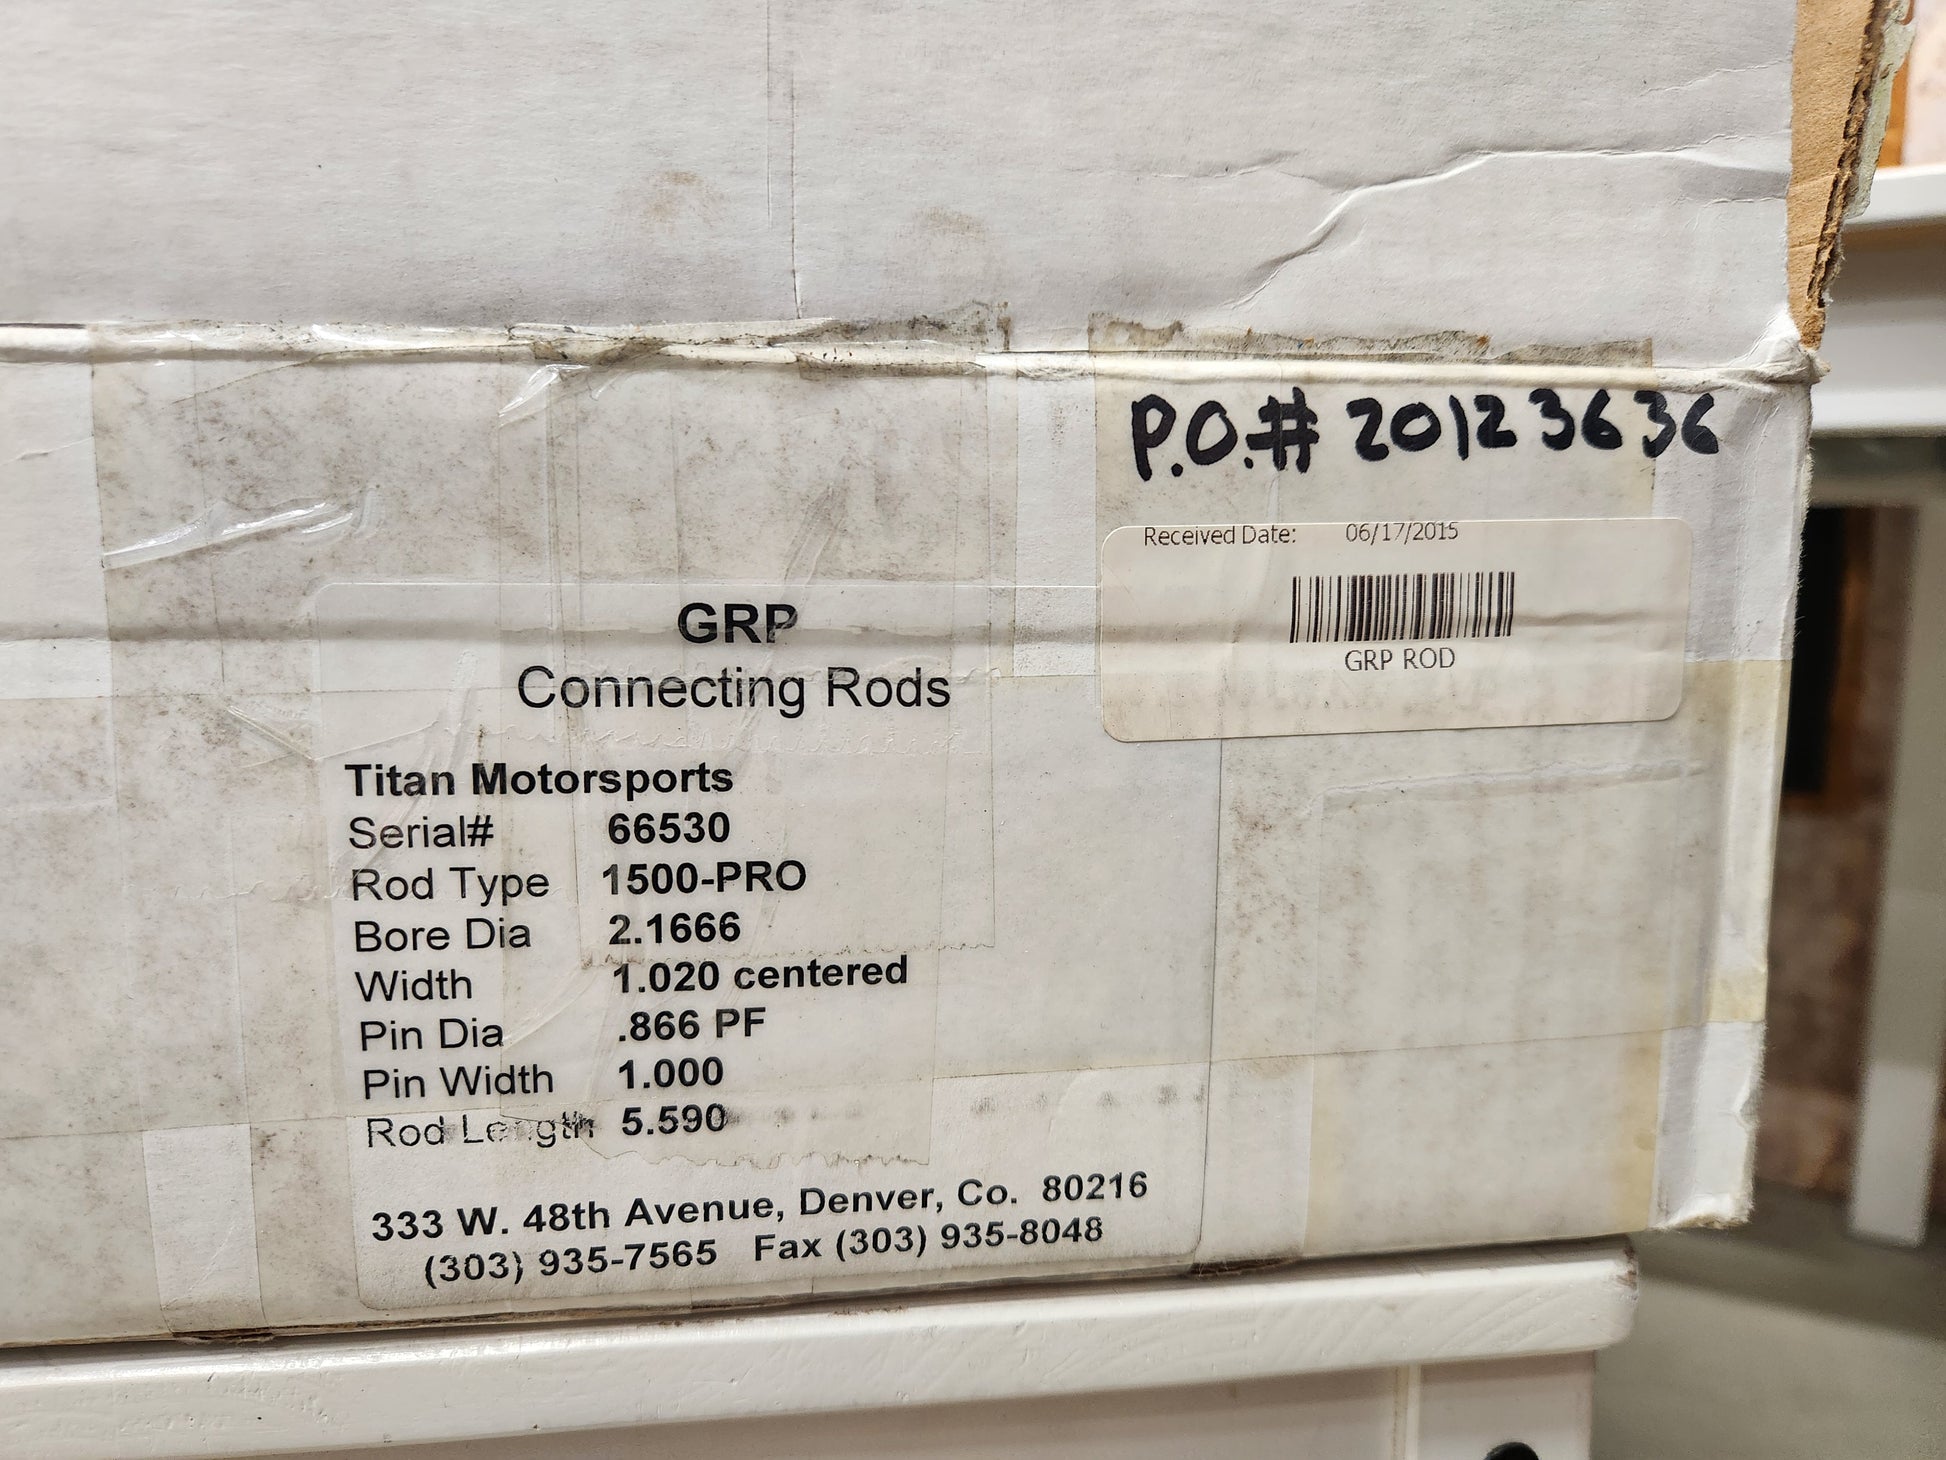 P.O.# 20123636
Received Date: 06/17/2015
GRP ROD
GRP
Connecting Rods
Titan Motorsports
Serial# 66530
Rod Type 1500-PRO
Bore Dia 2.1666
Width 1.020 centered
Pin Dia .866 PF
Pin Width 1.000
Rod Length 5.590
333 W. 48th Avenue, Denver, Co. 80216
(303) 935-7565 Fax (303) 935-8048